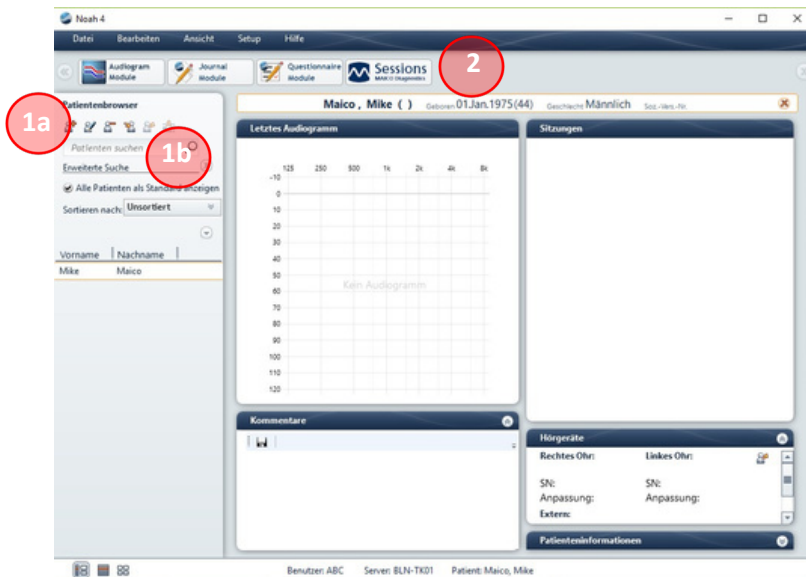 Noah 4
Datei Bearbeiten Ansicht Setup Hilfe
Audiogram Module
Journal Module
Questionnaire Module
Sessions
MAICO Diagnostics
2
Patientenbrowser
1a
Patienten suchen
1b
Erweiterte Suche
Alle Patienten als Standard anzeigen
Sortieren nach: Unsortiert
Vorname Nachname
Mike Maico
Maico , Mike ( ) Geboren 01.Jan.1975(44) Geschlecht Männlich Soz.-Vers.-Nr.
Letztes Audiogramm
125 250 500 1k 2k 4k 8k
-10
0
10
20
30
40
50
60
70
80
90
100
110
120
Kein Audiogramm
Kommentare
Sitzungen
Hörgeräte
Rechtes Ohr: Linkes Ohr:
SN: SN:
Anpassung: Anpassung:
Extern:
Patienteninformationen
Benutzer: ABC Server: BLN-TK01 Patient: Maico, Mike